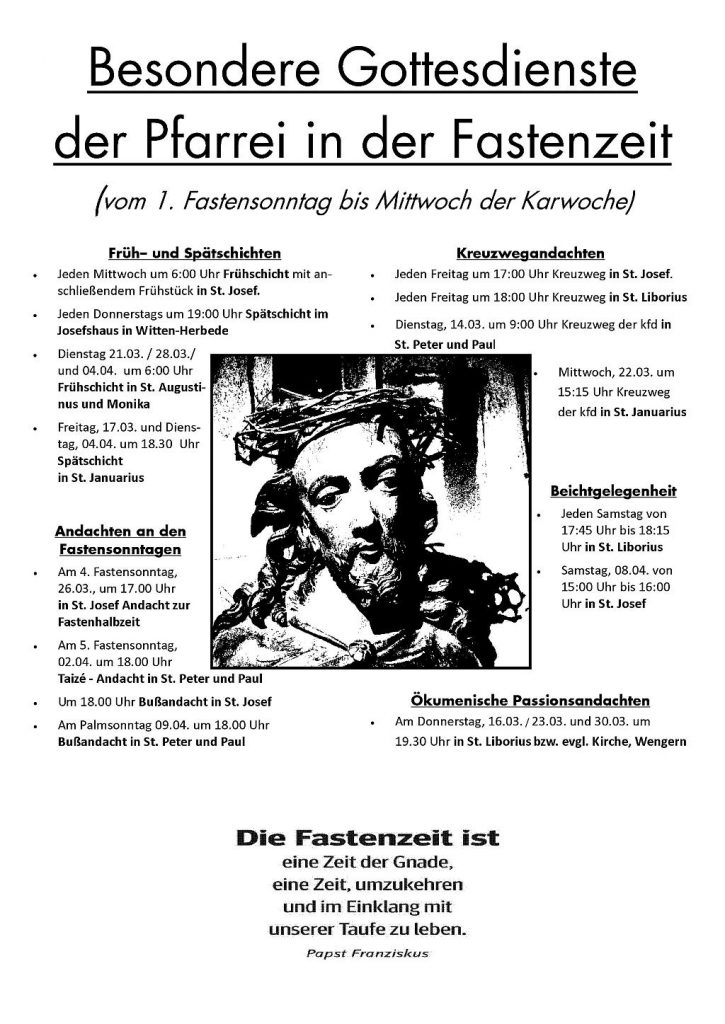 Besondere Gottesdienste
der Pfarrei in der Fastenzeit
(vom 1. Fastensonntag bis Mittwoch der Karwoche)
Früh– und Spätschichten
• Jeden Mittwoch um 6:00 Uhr Frühschicht mit an-
schließendem Frühstück in St. Josef.
• Jeden Donnerstags um 19:00 Uhr Spätschicht im
Josefshaus in Witten-Herbede
• Dienstag 21.03. / 28.03./
und 04.04. um 6:00 Uhr
Frühschicht in St. Augusti-
nus und Monika
• Freitag, 17.03. und Diens-
tag, 04.04. um 18.30 Uhr
Spätschicht
in St. Januarius
Andachten an den
Fastensonntagen
• Am 4. Fastensonntag,
26.03., um 17.00 Uhr
in St. Josef Andacht zur
Fastenhalbzeit
• Am 5. Fastensonntag,
02.04. um 18.00 Uhr
Taizé - Andacht in St. Peter und Paul
• Um 18.00 Uhr Bußandacht in St. Josef
• Am Palmsonntag 09.04. um 18.00 Uhr
Bußandacht in St. Peter und Paul
Kreuzwegandachten
• Jeden Freitag um 17:00 Uhr Kreuzweg in St. Josef.
• Jeden Freitag um 18:00 Uhr Kreuzweg in St. Liborius
• Dienstag, 14.03. um 9:00 Uhr Kreuzweg der kfd in
St. Peter und Paul
• Mittwoch, 22.03. um
15:15 Uhr Kreuzweg
der kfd in St. Januarius
Beichtgelegenheit
• Jeden Samstag von
17:45 Uhr bis 18:15
Uhr in St. Liborius
• Samstag, 08.04. von
15:00 Uhr bis 16:00
Uhr in St. Josef
Ökumenische Passionsandachten
• Am Donnerstag, 16.03. / 23.03. und 30.03. um
19.30 Uhr in St. Liborius bzw. evgl. Kirche, Wengern
Die Fastenzeit ist
eine Zeit der Gnade,
eine Zeit, umzukehren
und im Einklang mit
unserer Taufe zu leben.
Papst Franziskus